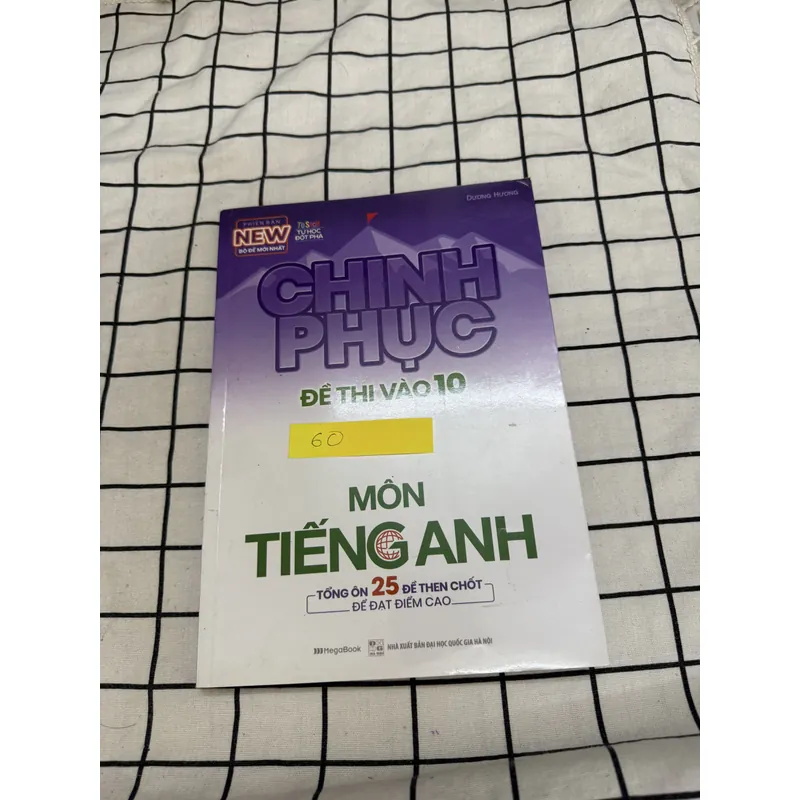 DƯƠNG HƯƠNG
PHIÊN BẢN
NEW
BỘ ĐỀ MỚI NHẤT
TỰ HỌC
ĐỘT PHÁ
CHINH
PHỤC
ĐỀ THI VÀO 10
60
MÔN
TIẾNG ANH
TỔNG ÔN 25 ĐỀ THEN CHỐT
ĐỂ ĐẠT ĐIỂM CAO
MegaBook
NHÀ XUẤT BẢN ĐẠI HỌC QUỐC GIA HÀ NỘI